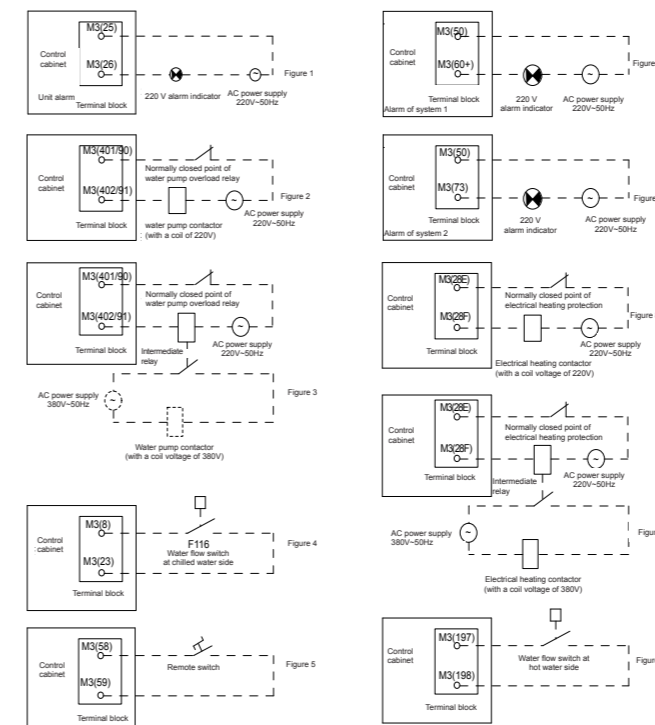 M3(25)
Control
cabinet
M3(26)
Unit alarm
Terminal block
220 V alarm indicator
AC power supply
220V~50Hz
Figure 1
M3(401/90)
Normally closed point of
water pump overload relay
Control
cabinet
M3(402/91)
Figure 2
AC power supply
220V~50Hz
Terminal block
water pump contactor
(with a coil of 220V)
M3(401/90)
Normally closed point of
water pump overload relay
Control
cabinet
M3(402/91)
AC power supply
220V~50Hz
Terminal block
Intermediate
relay
AC power supply
380V~50Hz
Figure 3
Water pump contactor
(with a coil voltage of 380V)
M3(8)
Control
cabinet
F116
Water flow switch
at chilled water side
Figure 4
M3(23)
Terminal block
M3(58)
Control
cabinet
Remote switch
Figure 5
M3(59)
Terminal block
M3(50)
Control
cabinet
M3(60+)
Figure
Terminal block
Alarm of system 1
220 V
alarm indicator
AC power supply
220V~50Hz
M3(50)
Control
cabinet
M3(73)
Figure
Terminal block
Alarm of system 2
220 V
alarm indicator
AC power supply
220V~50Hz
M3(28E)
Normally closed point of
electrical heating protection
Control
cabinet
M3(28F)
Figure
AC power supply
220V~50Hz
Terminal block
Electrical heating contactor
(with a coil voltage of 220V)
M3(28E)
Normally closed point of
electrical heating protection
Control
cabinet
M3(28F)
AC power supply
220V~50Hz
Terminal block
Intermediate
relay
AC power supply
380V~50Hz
Figu
Electrical heating contactor
(with a coil voltage of 380V)
M3(197)
Control
cabinet
Water flow switch at
hot water side
Figu
M3(198)
Terminal block